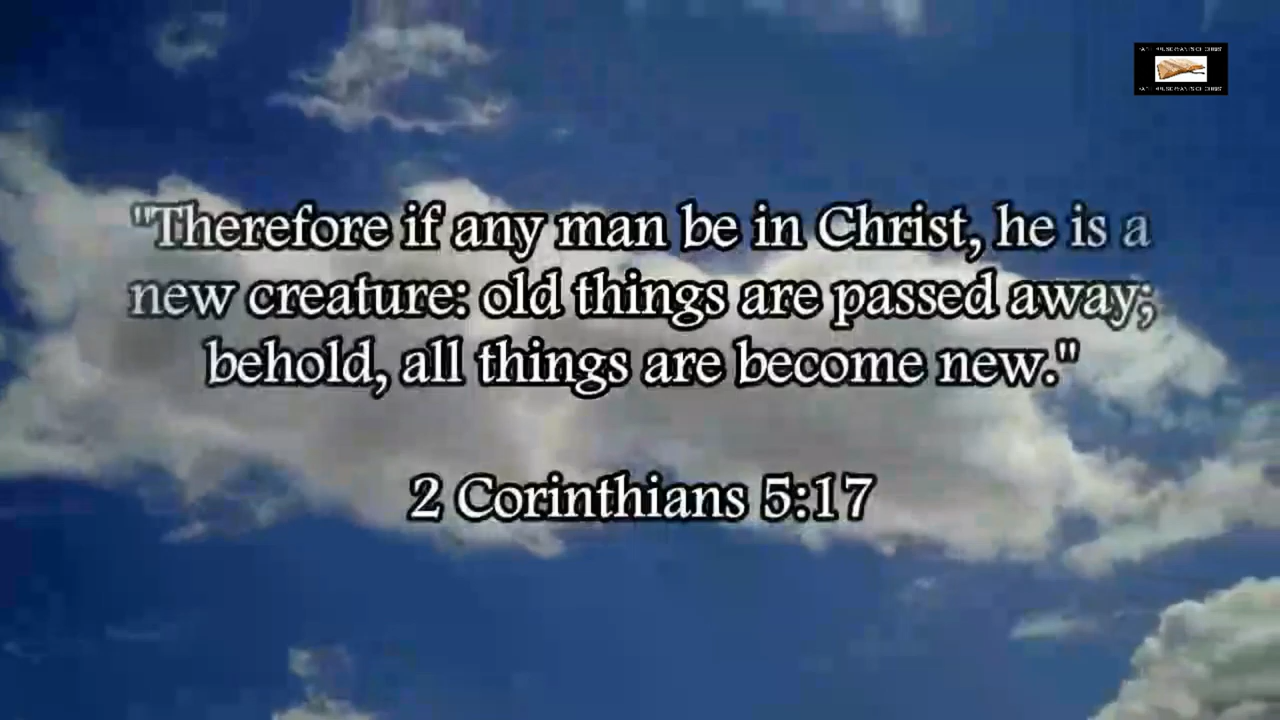 "Therefore if any man be in Christ, he is a
new creature: old things are passed away;
behold, all things are become new."
2 Corinthians 5:17